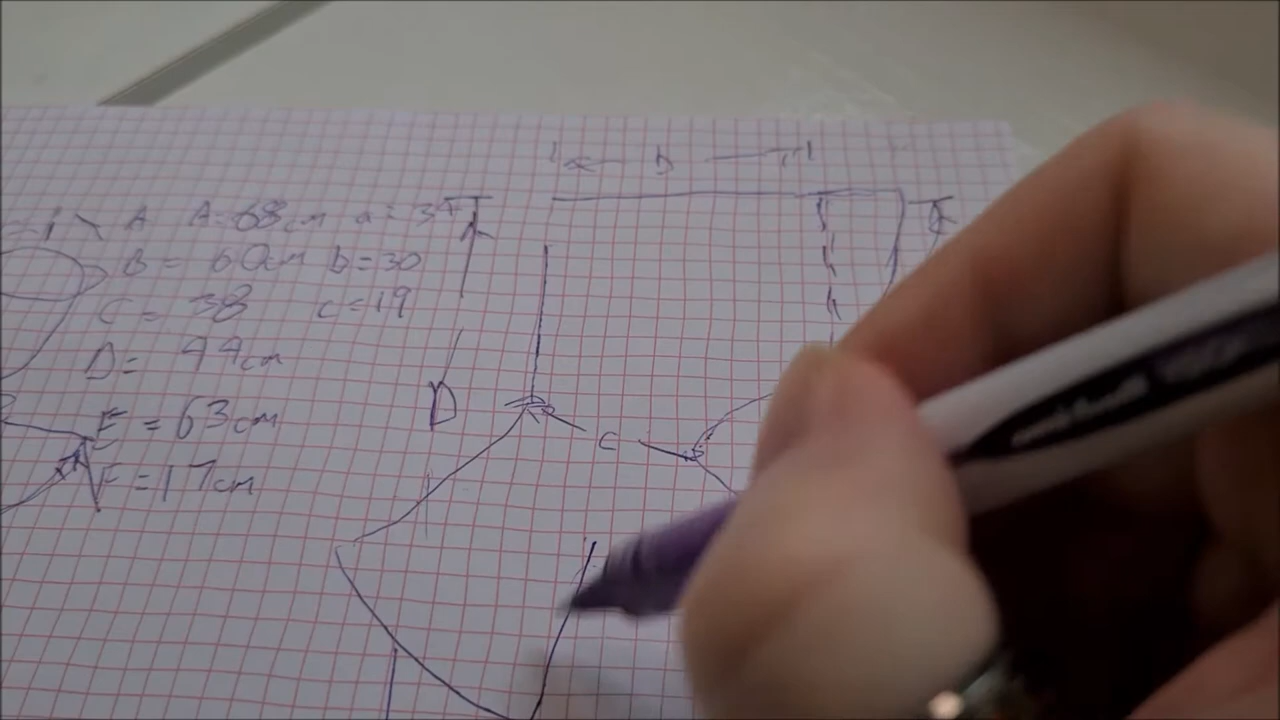 b
A A=68cm a=34
B = 60cm b=30
C = 38 c=19
D= 44cm
D
C
E = 63cm
F=17cm